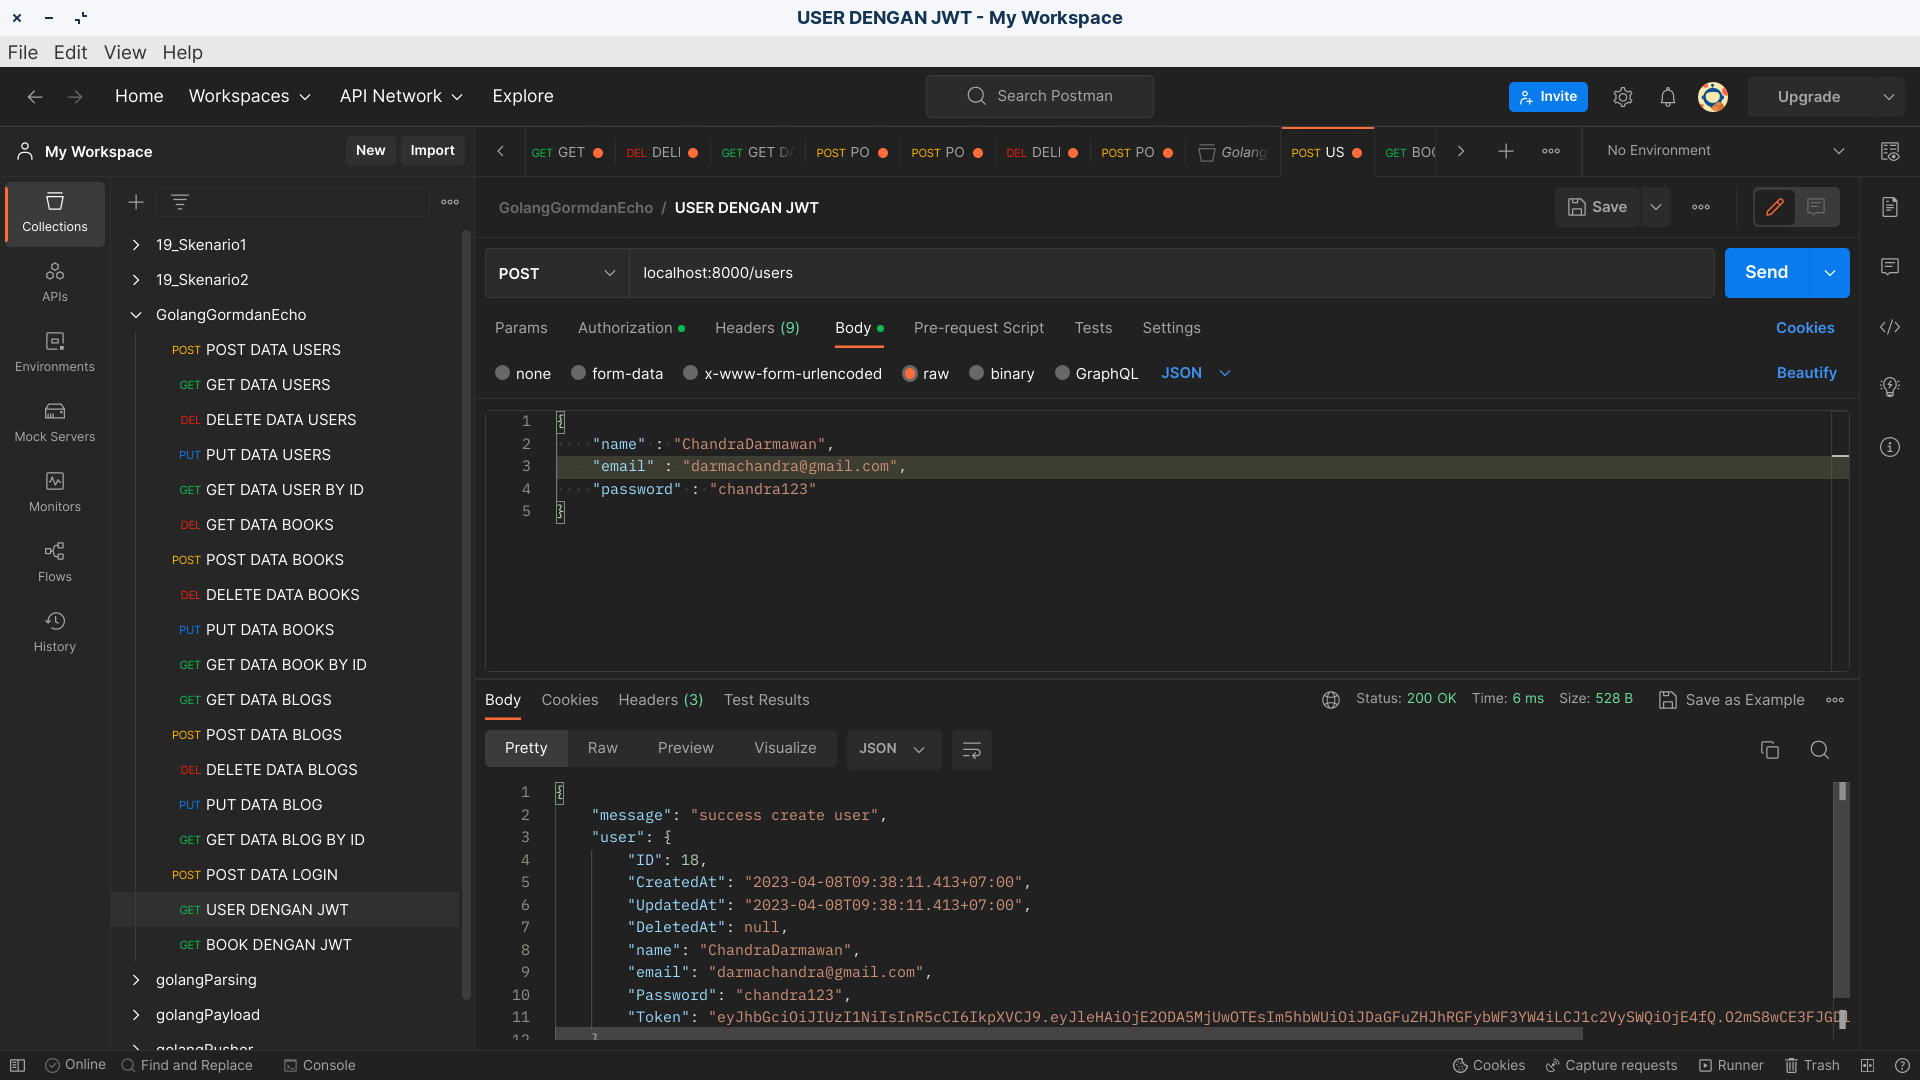 USER DENGAN JWT - My Workspace
File Edit View Help
Home Workspaces API Network Explore
Search Postman
Invite
Upgrade
My Workspace
New Import
GET GET
DEL DELI
GET GET DA
POST PO
POST PO
DEL DELI
POST PO
Golang
POST US
GET BOO
No Environment
Collections
APIs
Environments
Mock Servers
Monitors
Flows
History
19_Skenario1
19_Skenario2
GolangGormdanEcho
POST POST DATA USERS
GET GET DATA USERS
DEL DELETE DATA USERS
PUT PUT DATA USERS
GET GET DATA USER BY ID
DEL GET DATA BOOKS
POST POST DATA BOOKS
DEL DELETE DATA BOOKS
PUT PUT DATA BOOKS
GET GET DATA BOOK BY ID
GET GET DATA BLOGS
POST POST DATA BLOGS
DEL DELETE DATA BLOGS
PUT PUT DATA BLOG
GET GET DATA BLOG BY ID
POST POST DATA LOGIN
GET USER DENGAN JWT
GET BOOK DENGAN JWT
golangParsing
golangPayload
golangPusher
GolangGormdanEcho / USER DENGAN JWT
Save
POST localhost:8000/users
Send
Params Authorization Headers (9) Body Pre-request Script Tests Settings
Cookies
none form-data x-www-form-urlencoded raw binary GraphQL JSON
Beautify
1 {
2 "name" : "ChandraDarmawan",
3 "email" : "darmachandra@gmail.com",
4 "password" : "chandra123"
5 }
Body Cookies Headers (3) Test Results
Status: 200 OK Time: 6 ms Size: 528 B Save as Example
Pretty Raw Preview Visualize JSON
1 {
2 "message": "success create user",
3 "user": {
4 "ID": 18,
5 "CreatedAt": "2023-04-08T09:38:11.413+07:00",
6 "UpdatedAt": "2023-04-08T09:38:11.413+07:00",
7 "DeletedAt": null,
8 "name": "ChandraDarmawan",
9 "email": "darmachandra@gmail.com",
10 "Password": "chandra123",
11 "Token": "eyJhbGciOiJIUzI1NiIsInR5cCI6IkpXVCJ9.eyJleHAiOjE2ODA5MjUwOTEsIm5hbWUiOiJDaGFuZHJhRGFybWF3YW4iLCJ1c2VySWQiOjE4fQ.O2mS8wCE3FJGD
12 }
Online Find and Replace Console
Cookies Capture requests Runner Trash